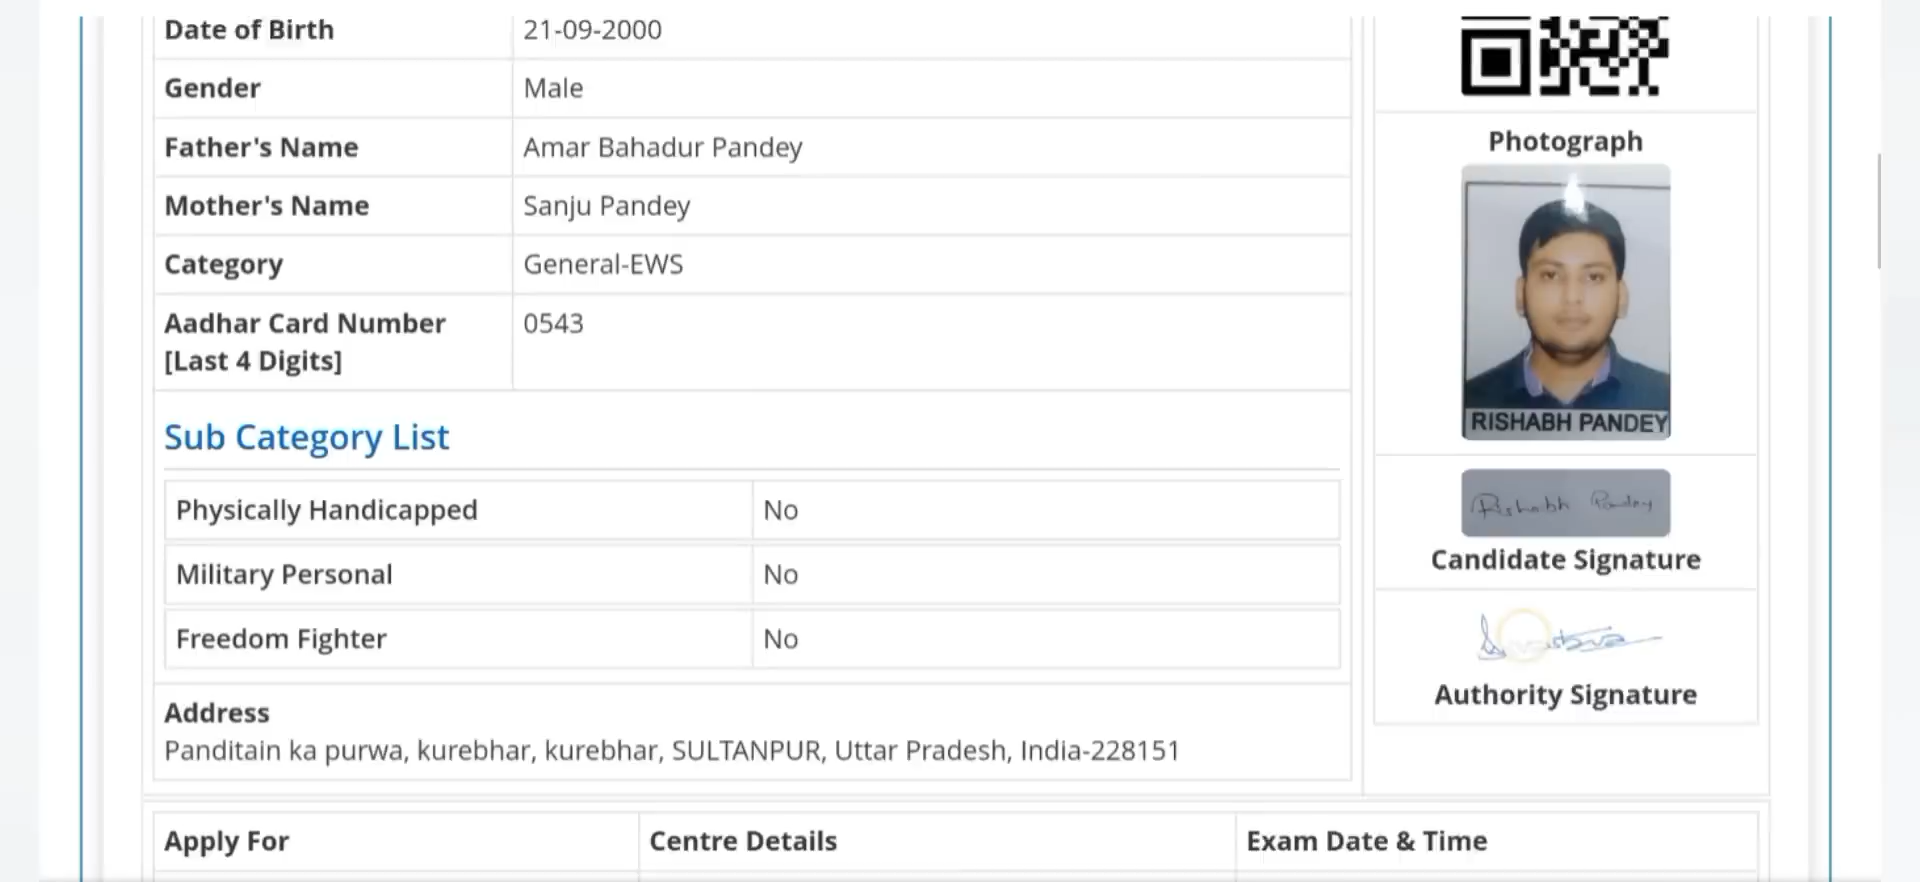 Date of Birth 21-09-2000
Gender Male
Father's Name Amar Bahadur Pandey
Mother's Name Sanju Pandey
Category General-EWS
Aadhar Card Number 0543
[Last 4 Digits]
Sub Category List
Physically Handicapped No
Military Personal No
Freedom Fighter No
Address
Panditain ka purwa, kurebhar, kurebhar, SULTANPUR, Uttar Pradesh, India-228151
Photograph
RISHABH PANDEY
Rishabh Pandey
Candidate Signature
Authority Signature
Apply For Centre Details Exam Date & Time